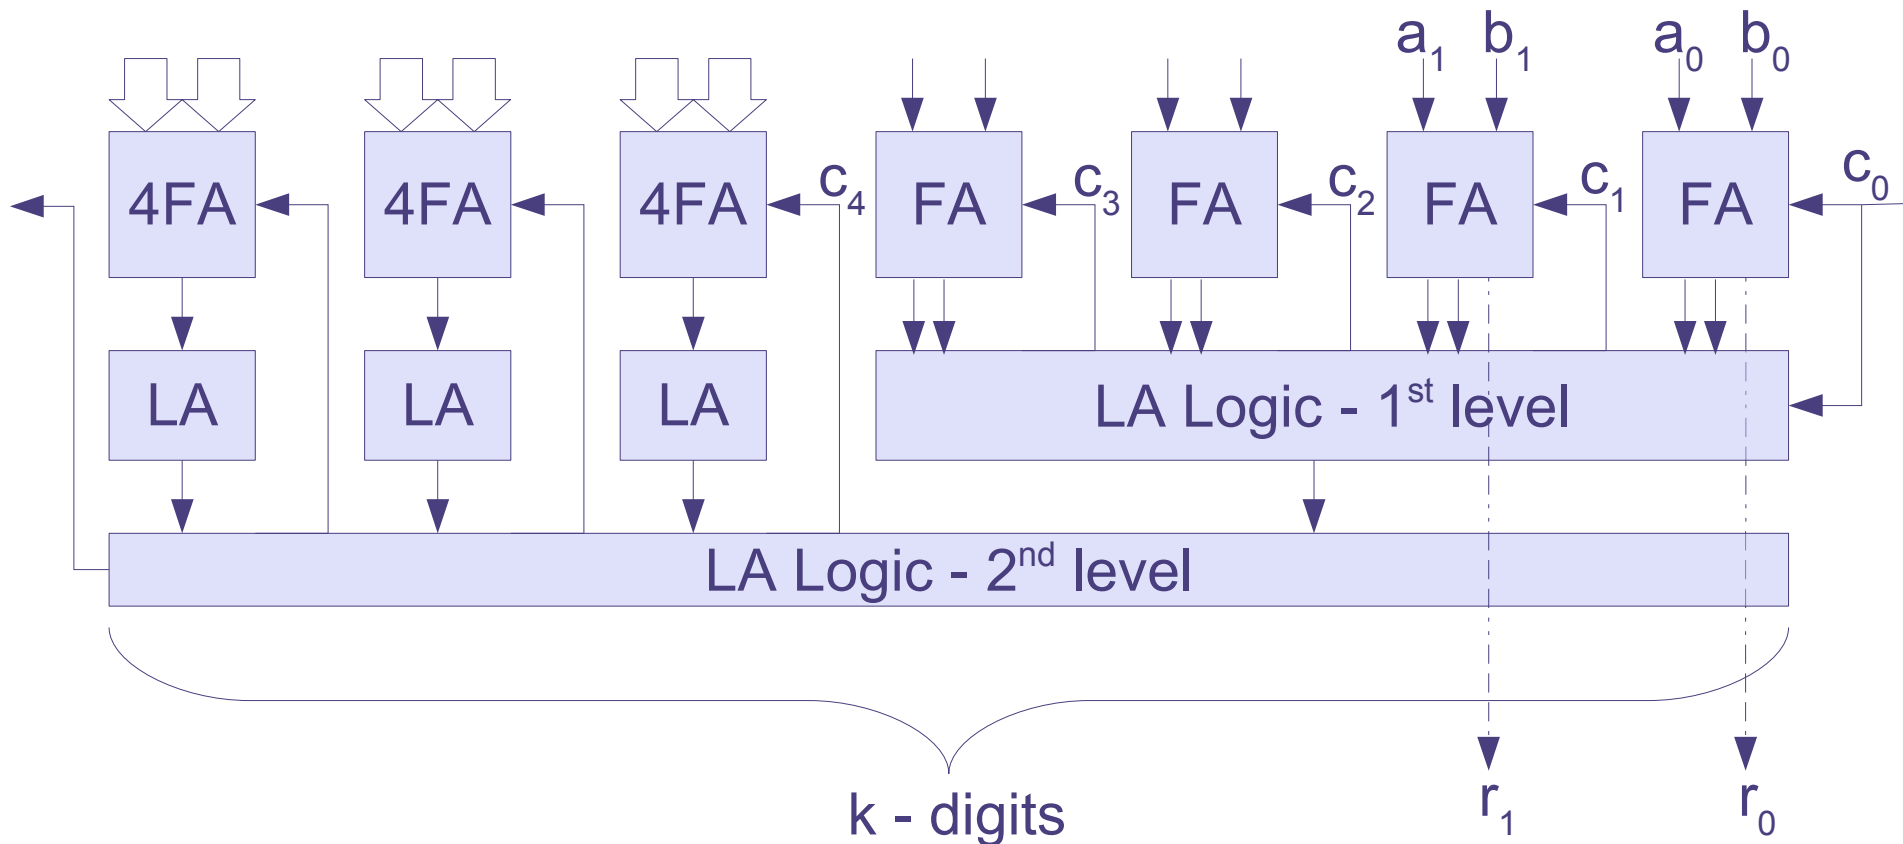 a₁ b₁ a₀ b₀
4FA 4FA 4FA c₄ FA c₃ FA c₂ FA c₁ FA c₀
LA LA LA LA Logic - 1ˢᵗ level
LA Logic - 2ⁿᵈ level
k - digits r₁ r₀